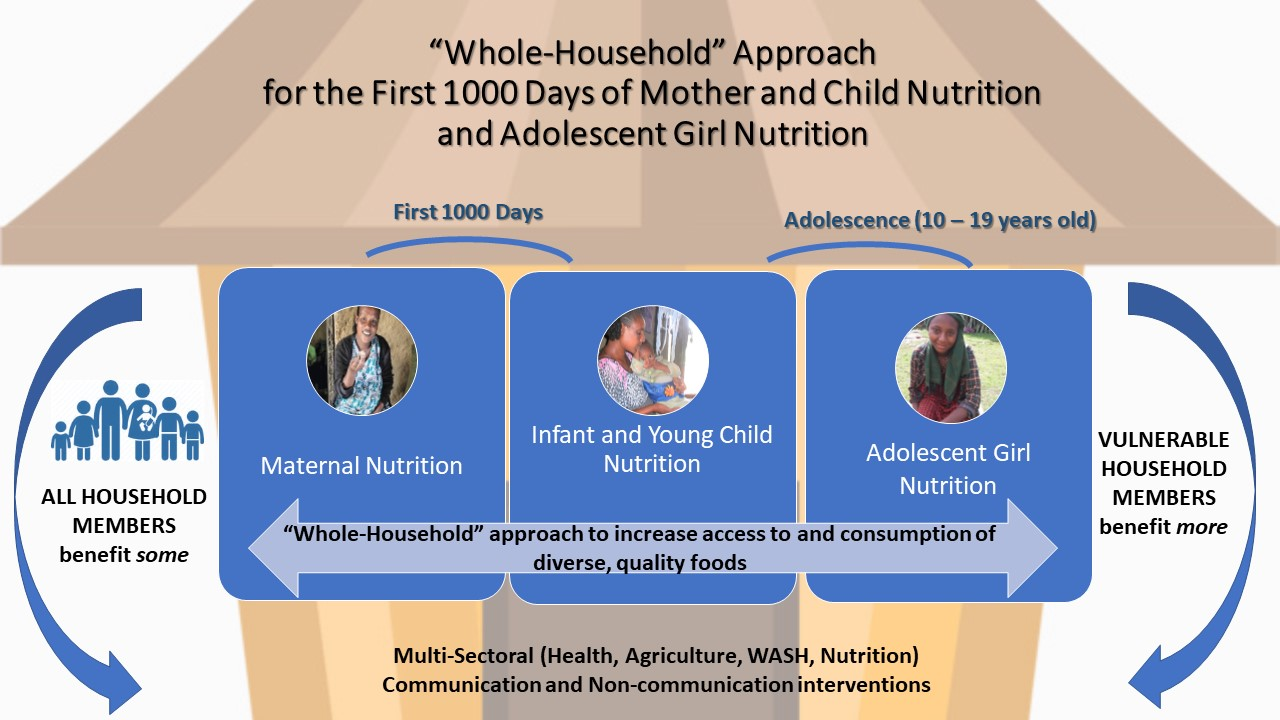 “Whole-Household” Approach
for the First 1000 Days of Mother and Child Nutrition
and Adolescent Girl Nutrition
First 1000 Days
Adolescence (10 – 19 years old)
Maternal Nutrition
Infant and Young Child
Nutrition
Adolescent Girl
Nutrition
ALL HOUSEHOLD
MEMBERS
benefit some
VULNERABLE
HOUSEHOLD
MEMBERS
benefit more
“Whole-Household” approach to increase access to and consumption of
diverse, quality foods
Multi-Sectoral (Health, Agriculture, WASH, Nutrition)
Communication and Non-communication interventions